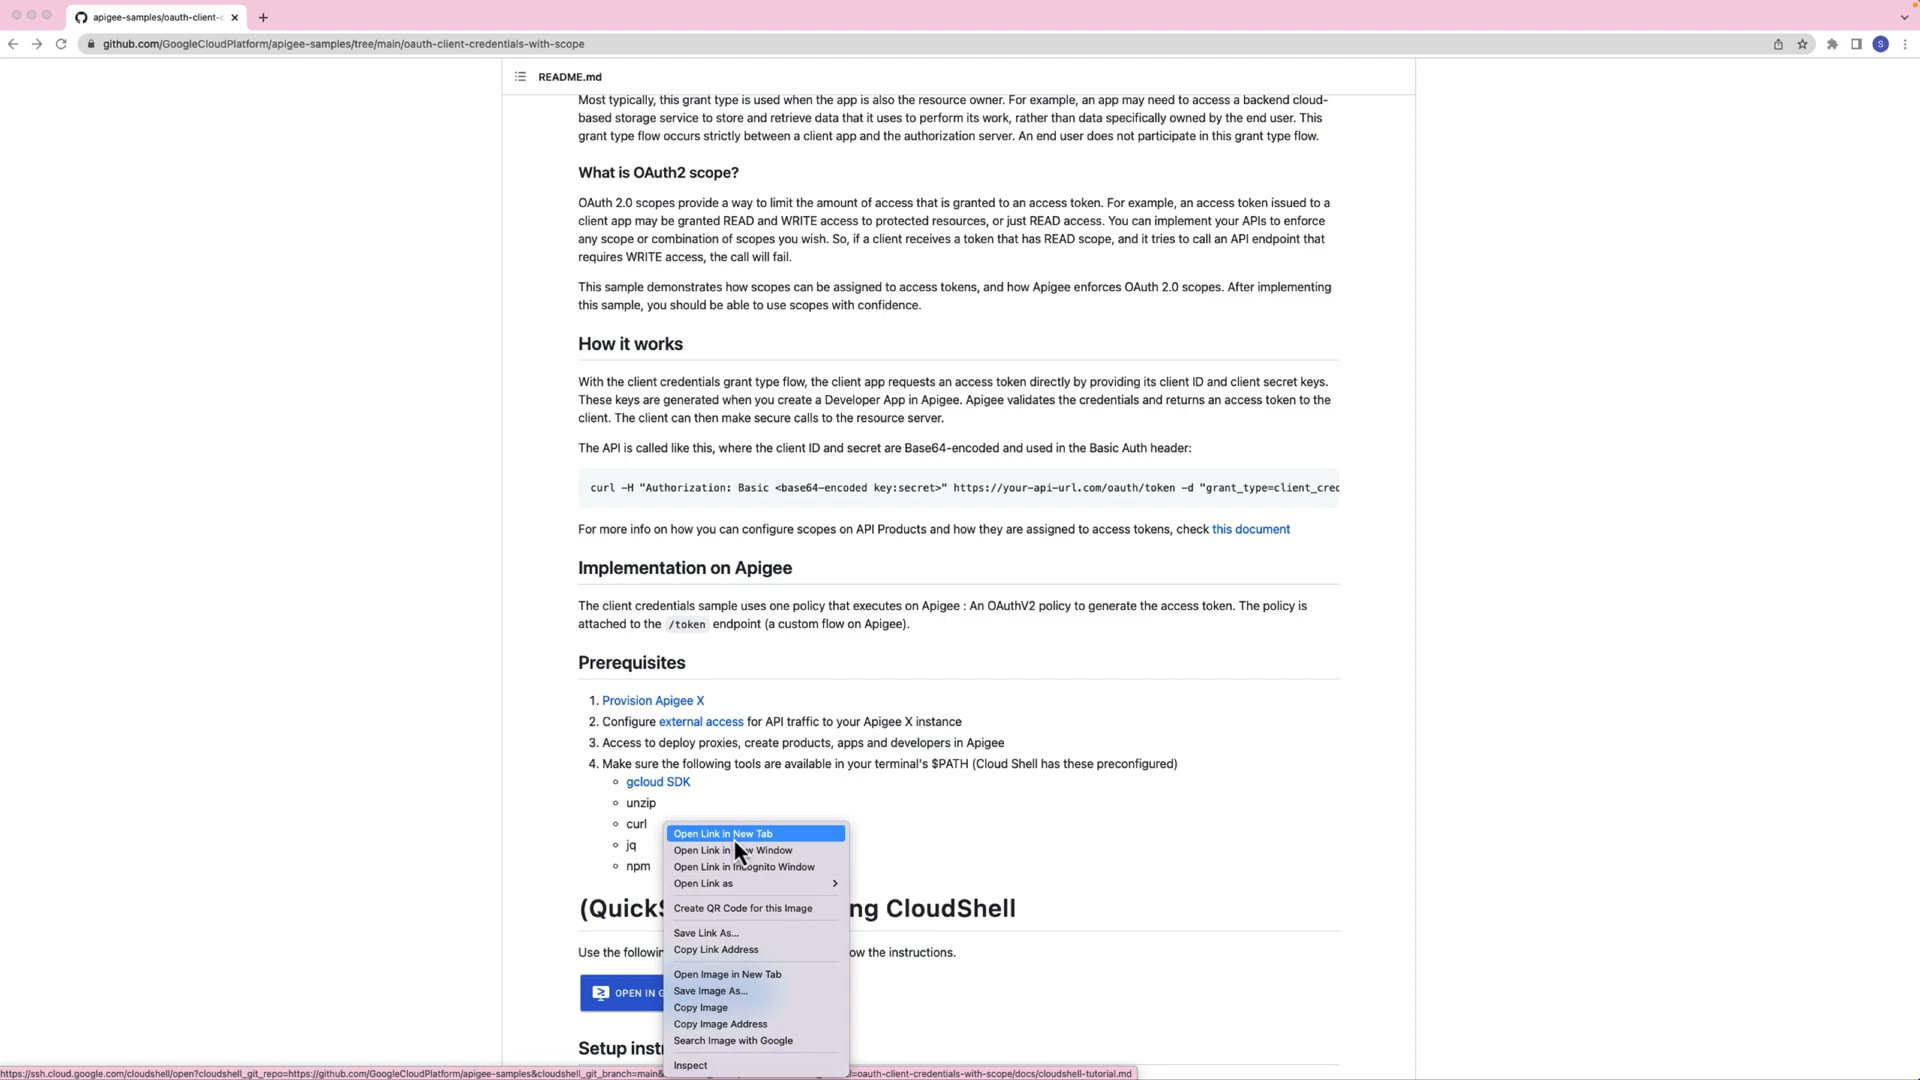 apigee-samples/oauth-client-c
github.com/GoogleCloudPlatform/apigee-samples/tree/main/oauth-client-credentials-with-scope
S
README.md
Most typically, this grant type is used when the app is also the resource owner. For example, an app may need to access a backend cloud-
based storage service to store and retrieve data that it uses to perform its work, rather than data specifically owned by the end user. This
grant type flow occurs strictly between a client app and the authorization server. An end user does not participate in this grant type flow.
What is OAuth2 scope?
OAuth 2.0 scopes provide a way to limit the amount of access that is granted to an access token. For example, an access token issued to a
client app may be granted READ and WRITE access to protected resources, or just READ access. You can implement your APIs to enforce
any scope or combination of scopes you wish. So, if a client receives a token that has READ scope, and it tries to call an API endpoint that
requires WRITE access, the call will fail.
This sample demonstrates how scopes can be assigned to access tokens, and how Apigee enforces OAuth 2.0 scopes. After implementing
this sample, you should be able to use scopes with confidence.
How it works
With the client credentials grant type flow, the client app requests an access token directly by providing its client ID and client secret keys.
These keys are generated when you create a Developer App in Apigee. Apigee validates the credentials and returns an access token to the
client. The client can then make secure calls to the resource server.
The API is called like this, where the client ID and secret are Base64-encoded and used in the Basic Auth header:
curl -H "Authorization: Basic <base64-encoded key:secret>" https://your-api-url.com/oauth/token -d "grant_type=client_cred
For more info on how you can configure scopes on API Products and how they are assigned to access tokens, check this document
Implementation on Apigee
The client credentials sample uses one policy that executes on Apigee : An OAuthV2 policy to generate the access token. The policy is
attached to the /token endpoint (a custom flow on Apigee).
Prerequisites
1. Provision Apigee X
2. Configure external access for API traffic to your Apigee X instance
3. Access to deploy proxies, create products, apps and developers in Apigee
4. Make sure the following tools are available in your terminal's $PATH (Cloud Shell has these preconfigured)
gcloud SDK
unzip
curl
jq
npm
Open Link in New Tab
Open Link in w Window
Open Link in Incognito Window
Open Link as
Create QR Code for this Image
Save Link As...
Copy Link Address
Open Image in New Tab
Save Image As...
Copy Image
Copy Image Address
Search Image with Google
Inspect
(QuickS ng CloudShell
Use the followin ow the instructions.
OPEN IN G
Setup instr
https://ssh.cloud.google.com/cloudshell/open?cloudshell_git_repo=https://github.com/GoogleCloudPlatform/apigee-samples&cloudshell_git_branch=main& l=oauth-client-credentials-with-scope/docs/cloudshell-tutorial.md